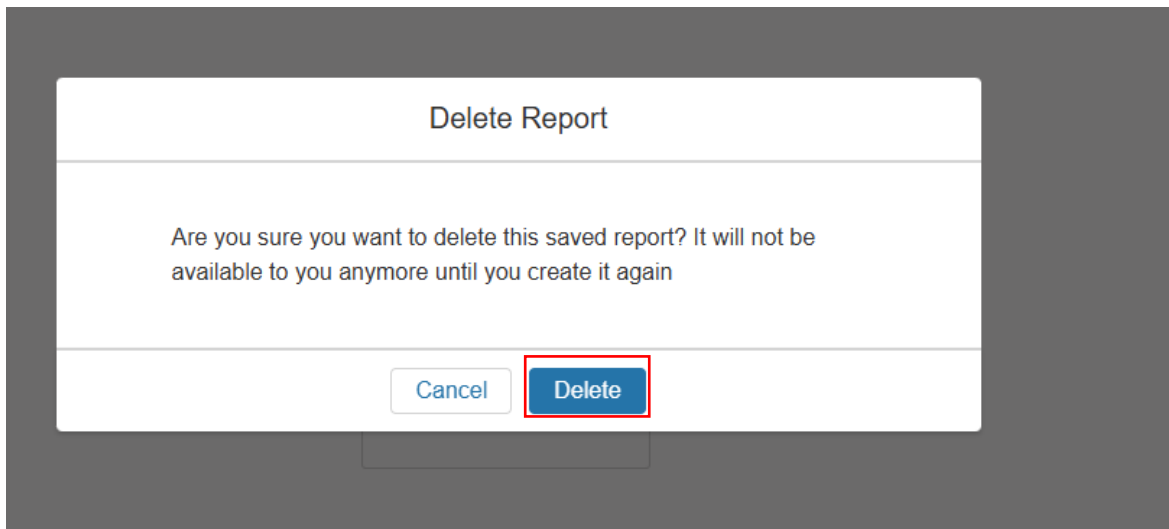 Delete Report
Are you sure you want to delete this saved report? It will not be
available to you anymore until you create it again
Cancel
Delete